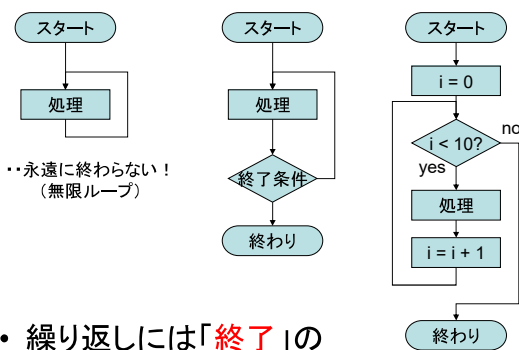 スタート
処理
‥永遠に終わらない！
（無限ループ）
スタート
処理
終了条件
終わり
スタート
i = 0
i < 10?
no
yes
処理
i = i + 1
終わり
• 繰り返しには「終了」の